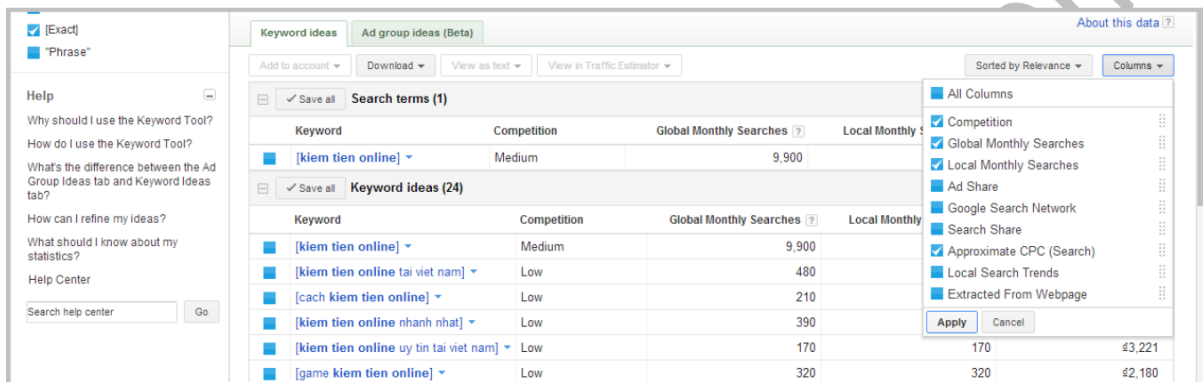 [Exact]
"Phrase"
Help
Why should I use the Keyword Tool?
How do I use the Keyword Tool?
What's the difference between the Ad
Group Ideas tab and Keyword Ideas
tab?
How can I refine my ideas?
What should I know about my
statistics?
Help Center
Search help center Go
About this data ?
Keyword ideas Ad group ideas (Beta)
Add to account Download View as text View in Traffic Estimator Sorted by Relevance Columns
Save all Search terms (1)
Keyword Competition Global Monthly Searches ? Local Monthly
[kiem tien online] Medium 9,900
Save all Keyword ideas (24)
Keyword Competition Global Monthly Searches ? Local Monthly
[kiem tien online] Medium 9,900
[kiem tien online tai viet nam] Low 480
[cach kiem tien online] Low 210
[kiem tien online nhanh nhat] Low 390
[kiem tien online uy tin tai viet nam] Low 170 170 ₫3,221
[game kiem tien online] Low 320 320 ₫2,180
All Columns
Competition
Global Monthly Searches
Local Monthly Searches
Ad Share
Google Search Network
Search Share
Approximate CPC (Search)
Local Search Trends
Extracted From Webpage
Apply Cancel